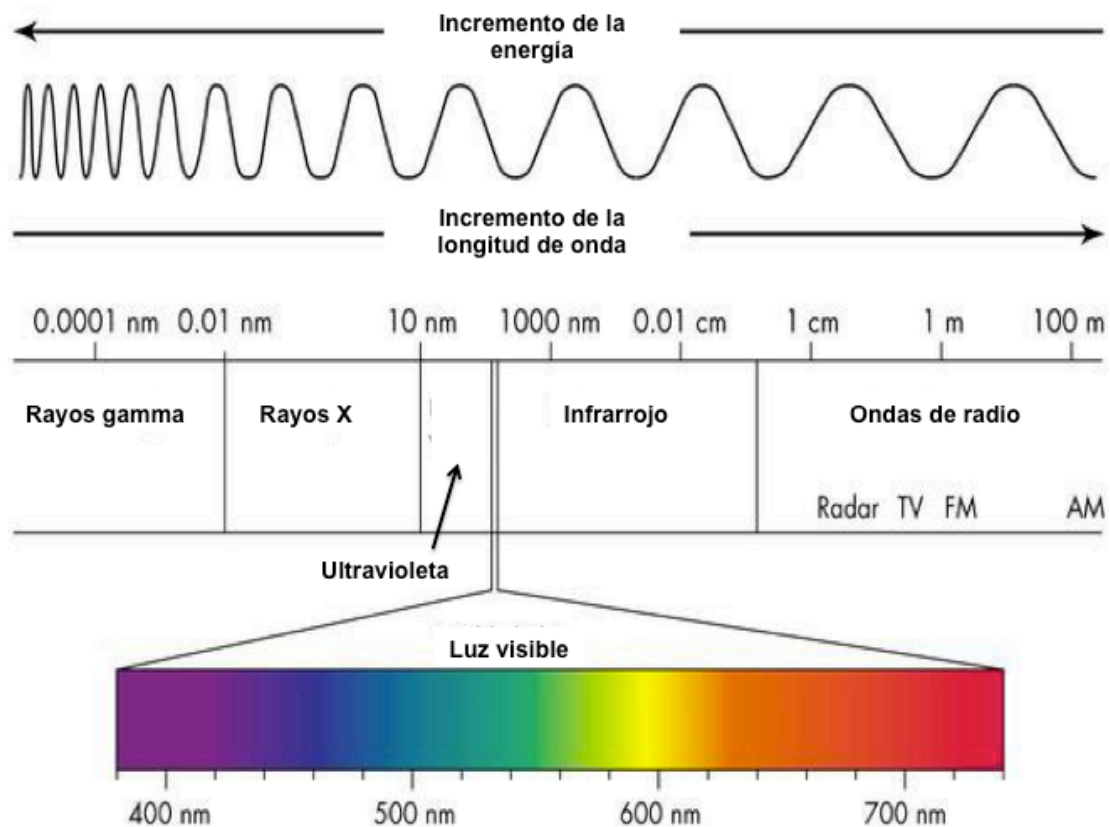 Incremento de la
energía
Incremento de la
longitud de onda
0.0001 nm 0.01 nm 10 nm 1000 nm 0.01 cm 1 cm 1 m 100 m
Rayos gamma Rayos X Infrarrojo Ondas de radio
Radar TV FM AM
Ultravioleta
Luz visible
400 nm 500 nm 600 nm 700 nm